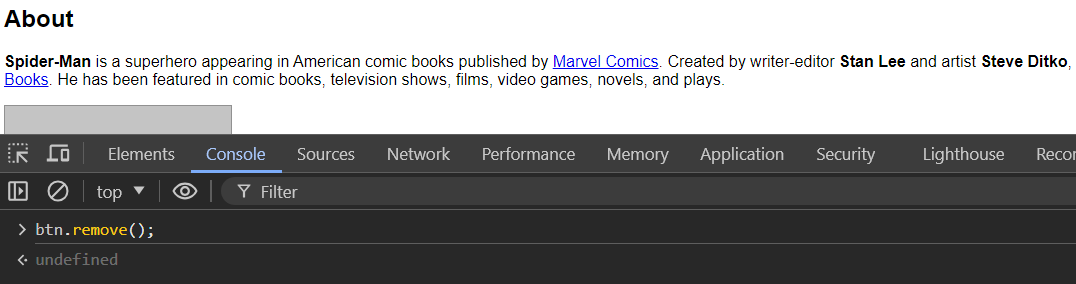 About
Spider-Man is a superhero appearing in American comic books published by Marvel Comics. Created by writer-editor Stan Lee and artist Steve Ditko,
Books. He has been featured in comic books, television shows, films, video games, novels, and plays.
Elements Console Sources Network Performance Memory Application Security Lighthouse Recor
top Filter
btn.remove();
undefined